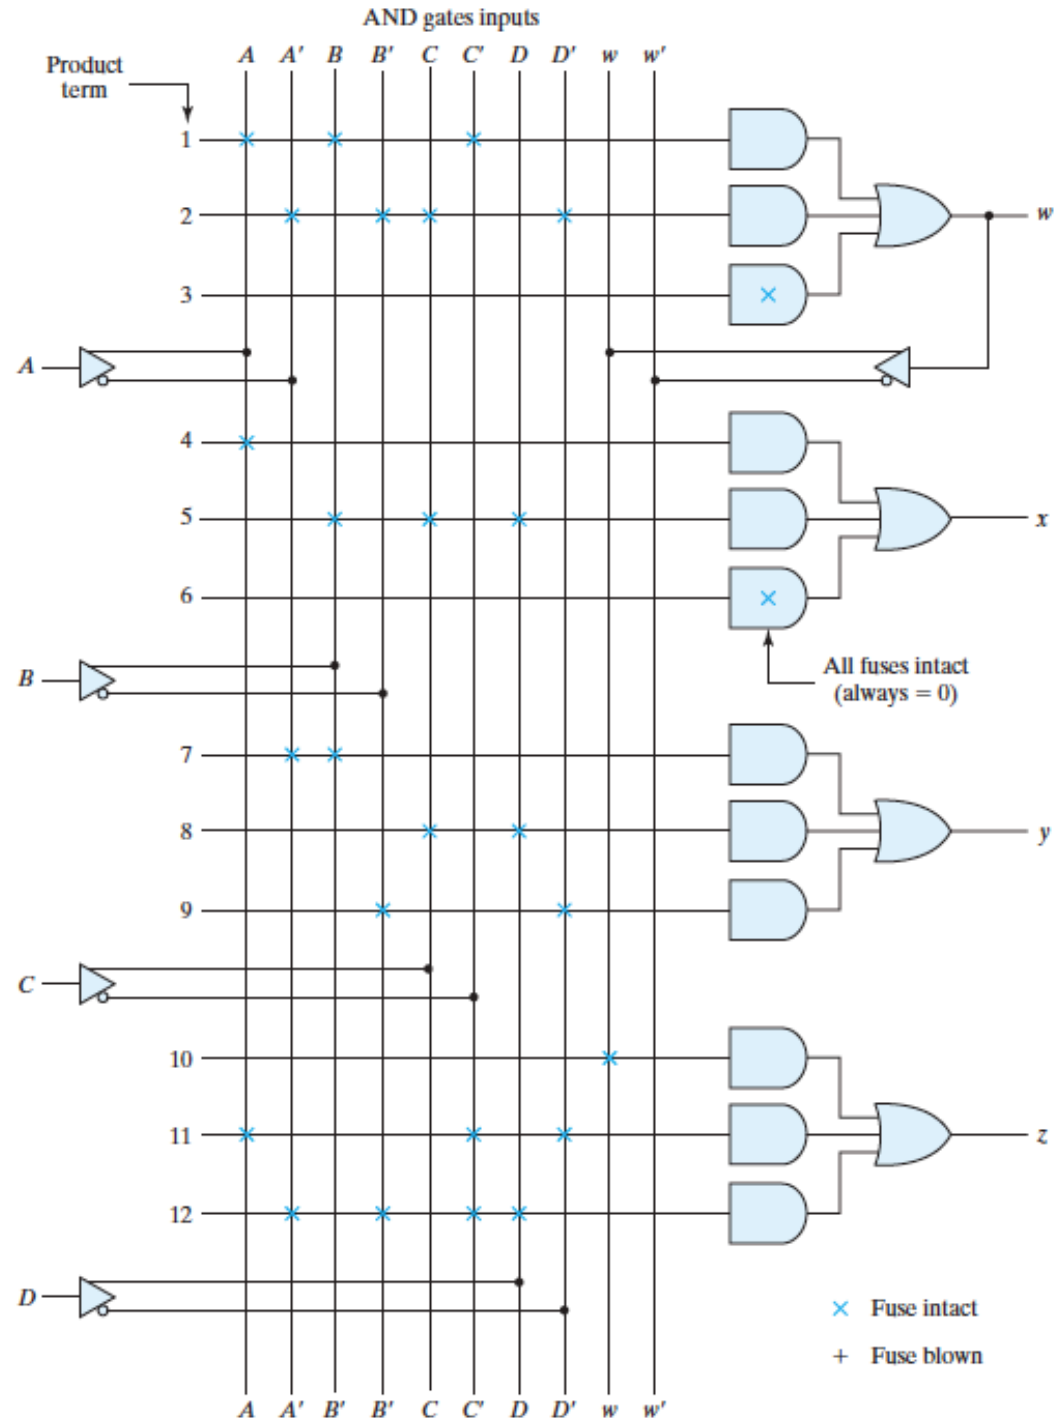 AND gates inputs
A A' B B' C C' D D' w w'
Product
term
1
2
w
3
A
4
5
x
6
All fuses intact
(always = 0)
B
7
8
y
9
C
10
11
z
12
D
× Fuse intact
+ Fuse blown
A A' B' B' C C' D D' w w'